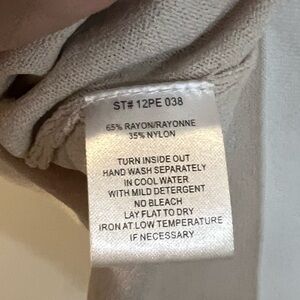 ST# 12PE 038
65% RAYON/RAYONNE
35% NYLON
TURN INSIDE OUT
HAND WASH SEPARATELY
IN COOL WATER
WITH MILD DETERGENT
NO BLEACH
LAY FLAT TO DRY
IRON AT LOW TEMPERATURE
IF NECESSARY